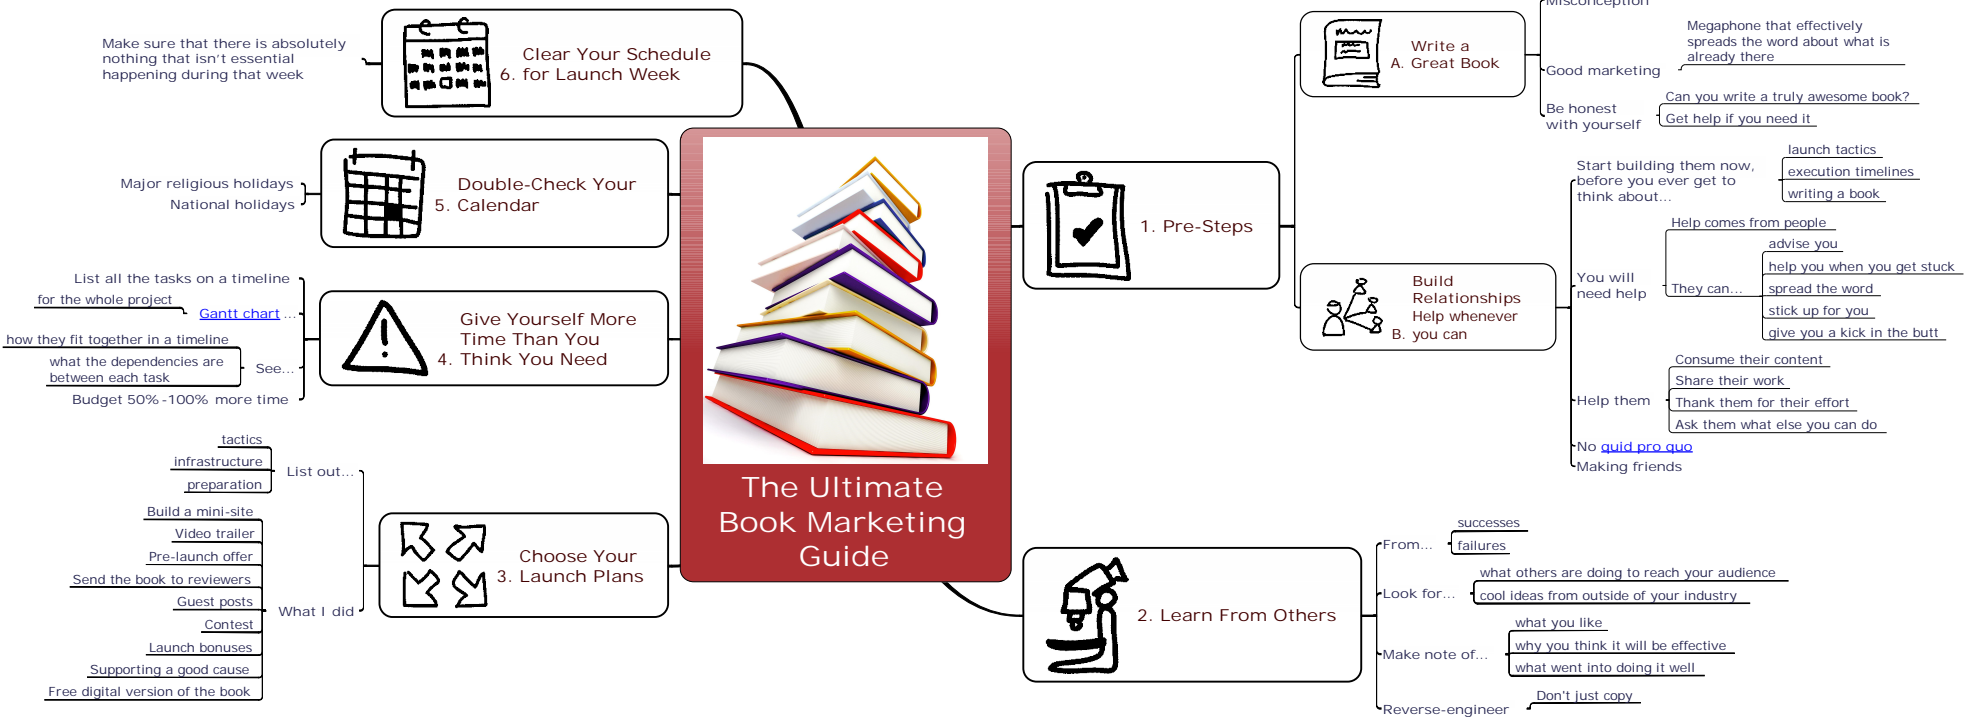 The Ultimate
Book Marketing
Guide
1. Pre-Steps
Write a
A. Great Book
Misconception
Good marketing
Megaphone that effectively
spreads the word about what is
already there
Be honest
with yourself
Can you write a truly awesome book?
Get help if you need it
Build
Relationships
Help whenever
B. you can
Start building them now,
before you ever get to
think about...
launch tactics
execution timelines
writing a book
You will
need help
Help comes from people
They can...
advise you
help you when you get stuck
spread the word
stick up for you
give you a kick in the butt
Help them
Consume their content
Share their work
Thank them for their effort
Ask them what else you can do
No quid pro quo
Making friends
2. Learn From Others
From...
successes
failures
Look for...
what others are doing to reach your audience
cool ideas from outside of your industry
Make note of...
what you like
why you think it will be effective
what went into doing it well
Reverse-engineer
Don't just copy
Choose Your
3. Launch Plans
List out...
tactics
infrastructure
preparation
What I did
Build a mini-site
Video trailer
Pre-launch offer
Send the book to reviewers
Guest posts
Contest
Launch bonuses
Supporting a good cause
Free digital version of the book
Give Yourself More
Time Than You
4. Think You Need
List all the tasks on a timeline
Gantt chart ...
for the whole project
See...
how they fit together in a timeline
what the dependencies are
between each task
Budget 50%-100% more time
Double-Check Your
5. Calendar
Major religious holidays
National holidays
Clear Your Schedule
6. for Launch Week
Make sure that there is absolutely
nothing that isn't essential
happening during that week